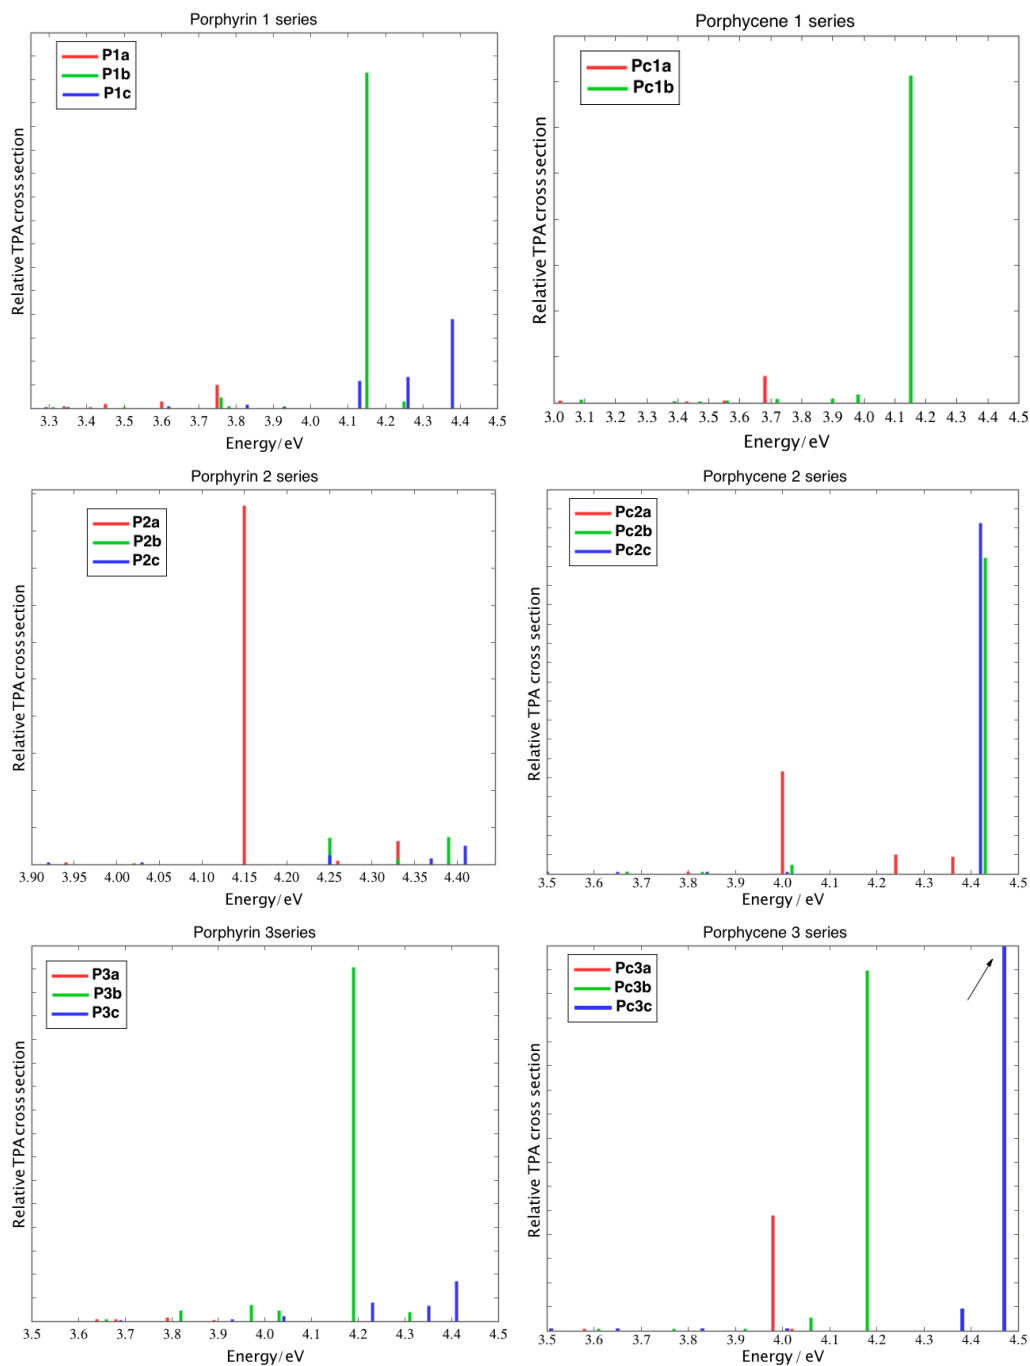 Porphyrin 1 series
P1a
P1b
P1c
Relative TPA cross section
3.3 3.4 3.5 3.6 3.7 3.8 3.9 4.0 4.1 4.2 4.3 4.4 4.5
Energy/eV
Porphycene 1 series
Pc1a
Pc1b
Relative TPA cross section
3.0 3.1 3.2 3.3 3.4 3.5 3.6 3.7 3.8 3.9 4.0 4.1 4.2 4.3 4.4 4.5
Energy/eV
Porphyrin 2 series
P2a
P2b
P2c
Relative TPA cross section
3.90 3.95 4.00 4.05 4.10 4.15 4.20 4.25 4.30 4.35 4.40
Energy/eV
Porphycene 2 series
Pc2a
Pc2b
Pc2c
Relative TPA cross section
3.5 3.6 3.7 3.8 3.9 4.0 4.1 4.2 4.3 4.4 4.5
Energy/eV
Porphyrin 3series
P3a
P3b
P3c
Relative TPA cross section
3.5 3.6 3.7 3.8 3.9 4.0 4.1 4.2 4.3 4.4 4.5
Energy/eV
Porphycene 3 series
Pc3a
Pc3b
Pc3c
Relative TPA cross section
3.5 3.6 3.7 3.8 3.9 4.0 4.1 4.2 4.3 4.4 4.5
Energy/eV